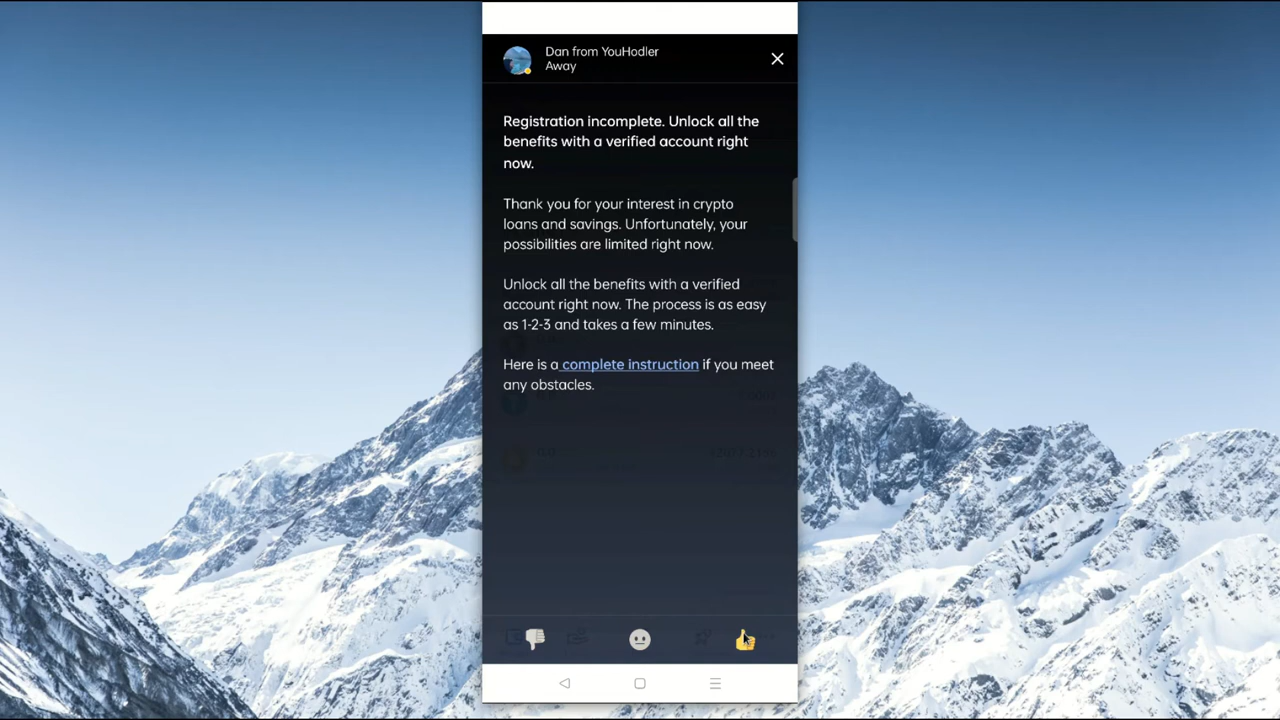 Dan from YouHodler
Away
Registration incomplete. Unlock all the
benefits with a verified account right
now.
Thank you for your interest in crypto
loans and savings. Unfortunately, your
possibilities are limited right now.
Unlock all the benefits with a verified
account right now. The process is as easy
as 1-2-3 and takes a few minutes.
Here is a complete instruction if you meet
any obstacles.